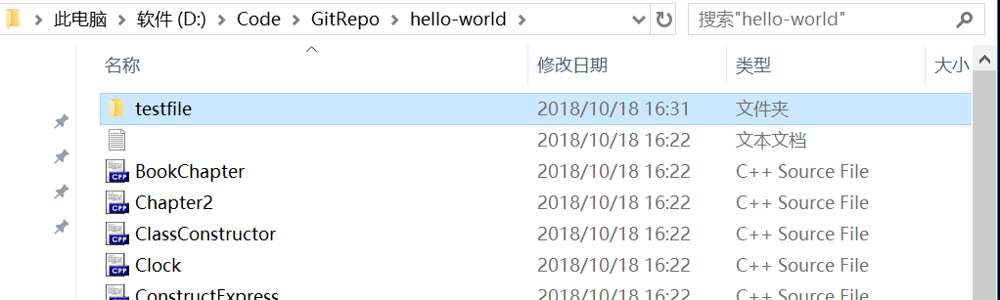 此电脑 > 软件 (D:) > Code > GitRepo > hello-world >
搜索"hello-world"
名称 修改日期 类型 大小
testfile 2018/10/18 16:31 文件夹
2018/10/18 16:22 文本文档
BookChapter 2018/10/18 16:22 C++ Source File
Chapter2 2018/10/18 16:22 C++ Source File
ClassConstructor 2018/10/18 16:22 C++ Source File
Clock 2018/10/18 16:22 C++ Source File
ConstructExpress 2018/10/18 16:22 C++ Source File